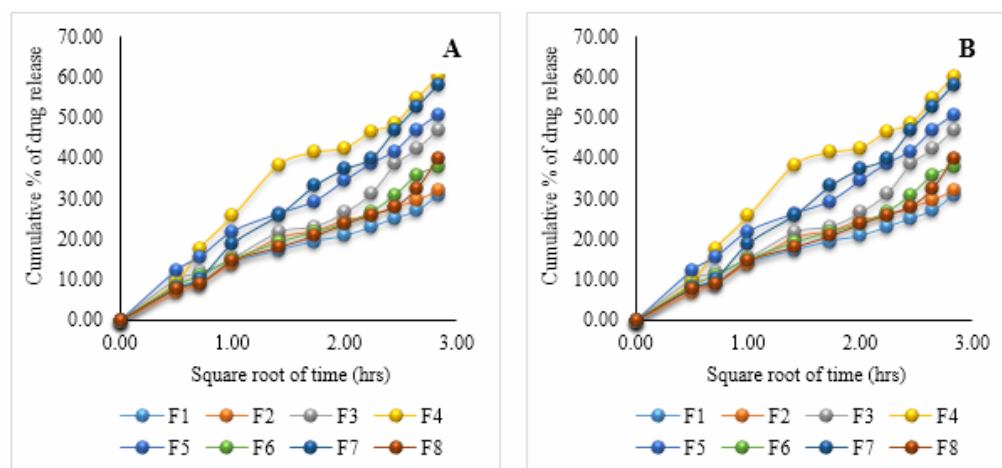 A
Cumulative % of drug release
70.00
60.00
50.00
40.00
30.00
20.00
10.00
0.00
0.00 1.00 2.00 3.00
Square root of time (hrs)
F1 F2 F3 F4
F5 F6 F7 F8
B
Cumulative % of drug release
70.00
60.00
50.00
40.00
30.00
20.00
10.00
0.00
0.00 1.00 2.00 3.00
Square root of time (hrs)
F1 F2 F3 F4
F5 F6 F7 F8